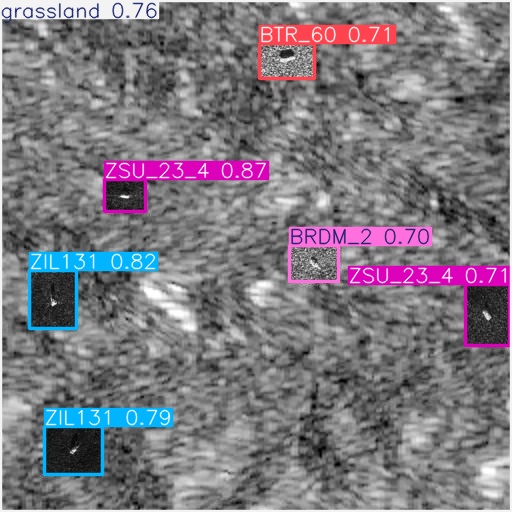 grassland 0.76
BTR_60 0.71
ZSU_23_4 0.87
BRDM_2 0.70
ZIL131 0.82
ZSU_23_4 0.71
ZIL131 0.79